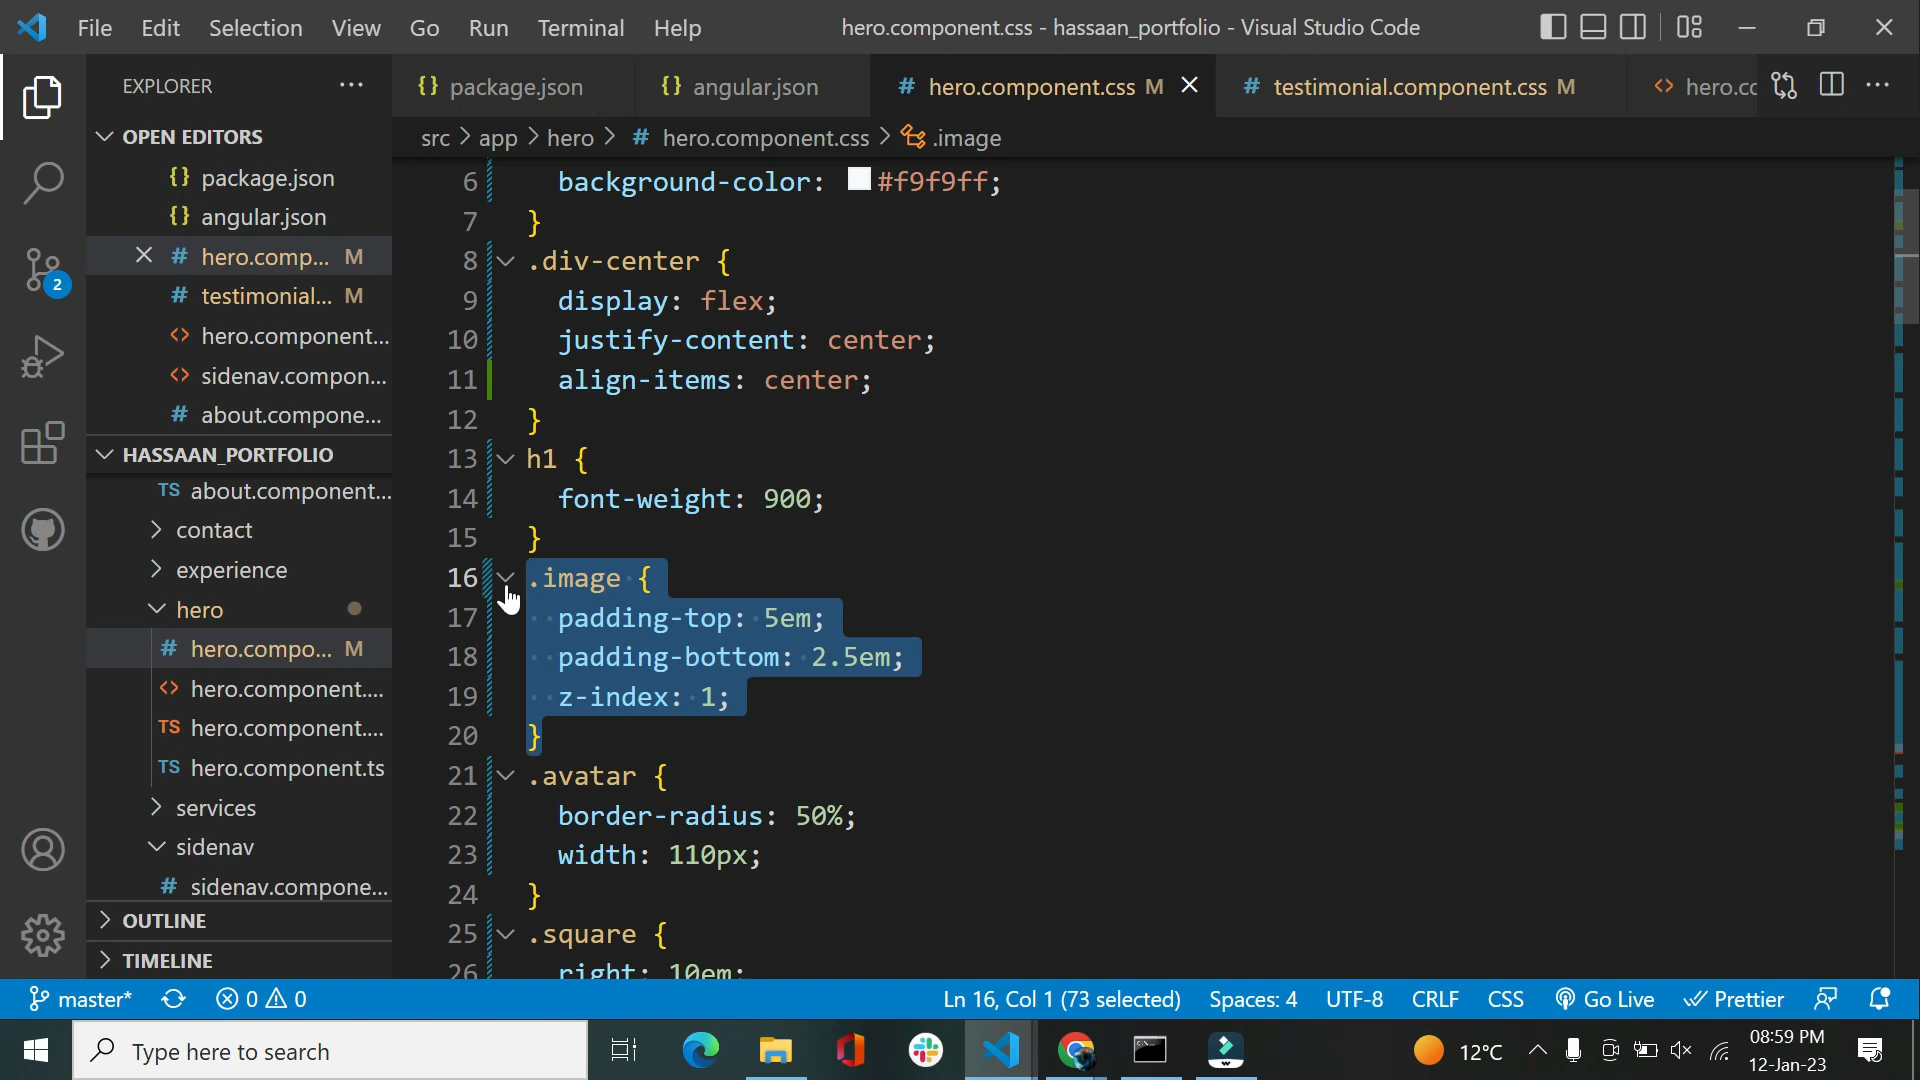 File Edit Selection View Go Run Terminal Help hero.component.css - hassaan_portfolio - Visual Studio Code
EXPLORER ··· {} package.json {} angular.json # hero.component.css M # testimonial.component.css M <> hero.cc ···
OPEN EDITORS
{} package.json
{} angular.json
# hero.comp... M
# testimonial... M
<> hero.component...
<> sidenav.compon...
# about.compone...
HASSAAN_PORTFOLIO
TS about.component...
contact
experience
hero
# hero.compo... M
<> hero.component....
TS hero.component....
TS hero.component.ts
services
sidenav
# sidenav.compone...
OUTLINE
TIMELINE
src > app > hero > # hero.component.css > .image
6 background-color: #f9f9ff;
7 }
8 .div-center {
9 display: flex;
10 justify-content: center;
11 align-items: center;
12 }
13 h1 {
14 font-weight: 900;
15 }
16 .image {
17 padding-top: 5em;
18 padding-bottom: 2.5em;
19 z-index: 1;
20 }
21 .avatar {
22 border-radius: 50%;
23 width: 110px;
24 }
25 .square {
26 right: 10em;
2
master* 0 0 Ln 16, Col 1 (73 selected) Spaces: 4 UTF-8 CRLF CSS Go Live Prettier
Type here to search 12°C 08:59 PM
12-Jan-23